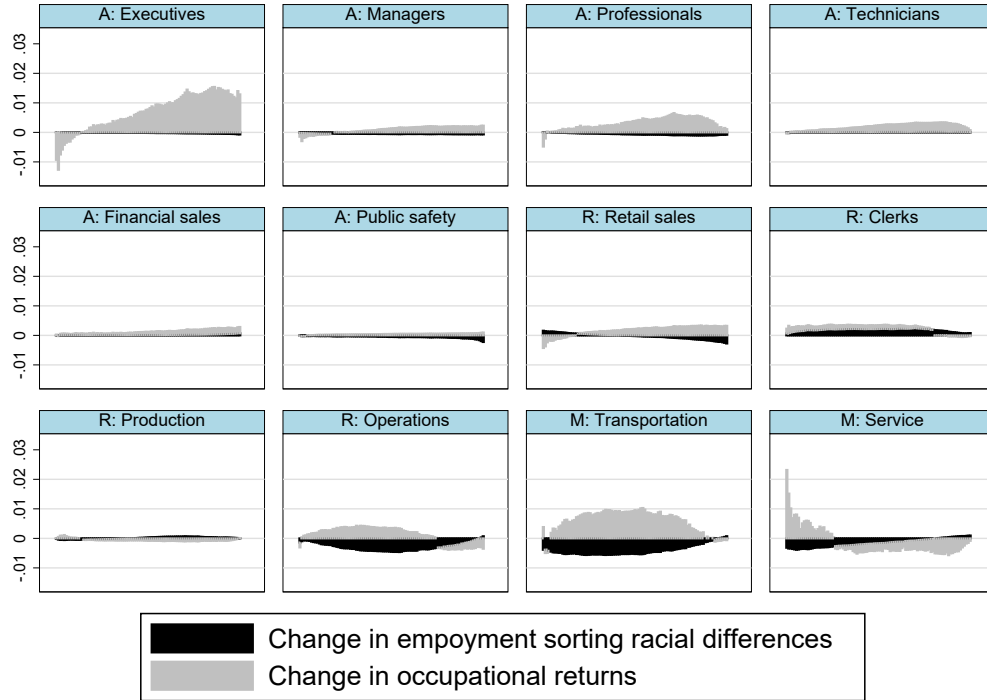 A: Executives
A: Managers
A: Professionals
A: Technicians
.03
.02
.01
0
-.01
A: Financial sales
A: Public safety
R: Retail sales
R: Clerks
.03
.02
.01
0
-.01
R: Production
R: Operations
M: Transportation
M: Service
.03
.02
.01
0
-.01
Change in empoyment sorting racial differences
Change in occupational returns